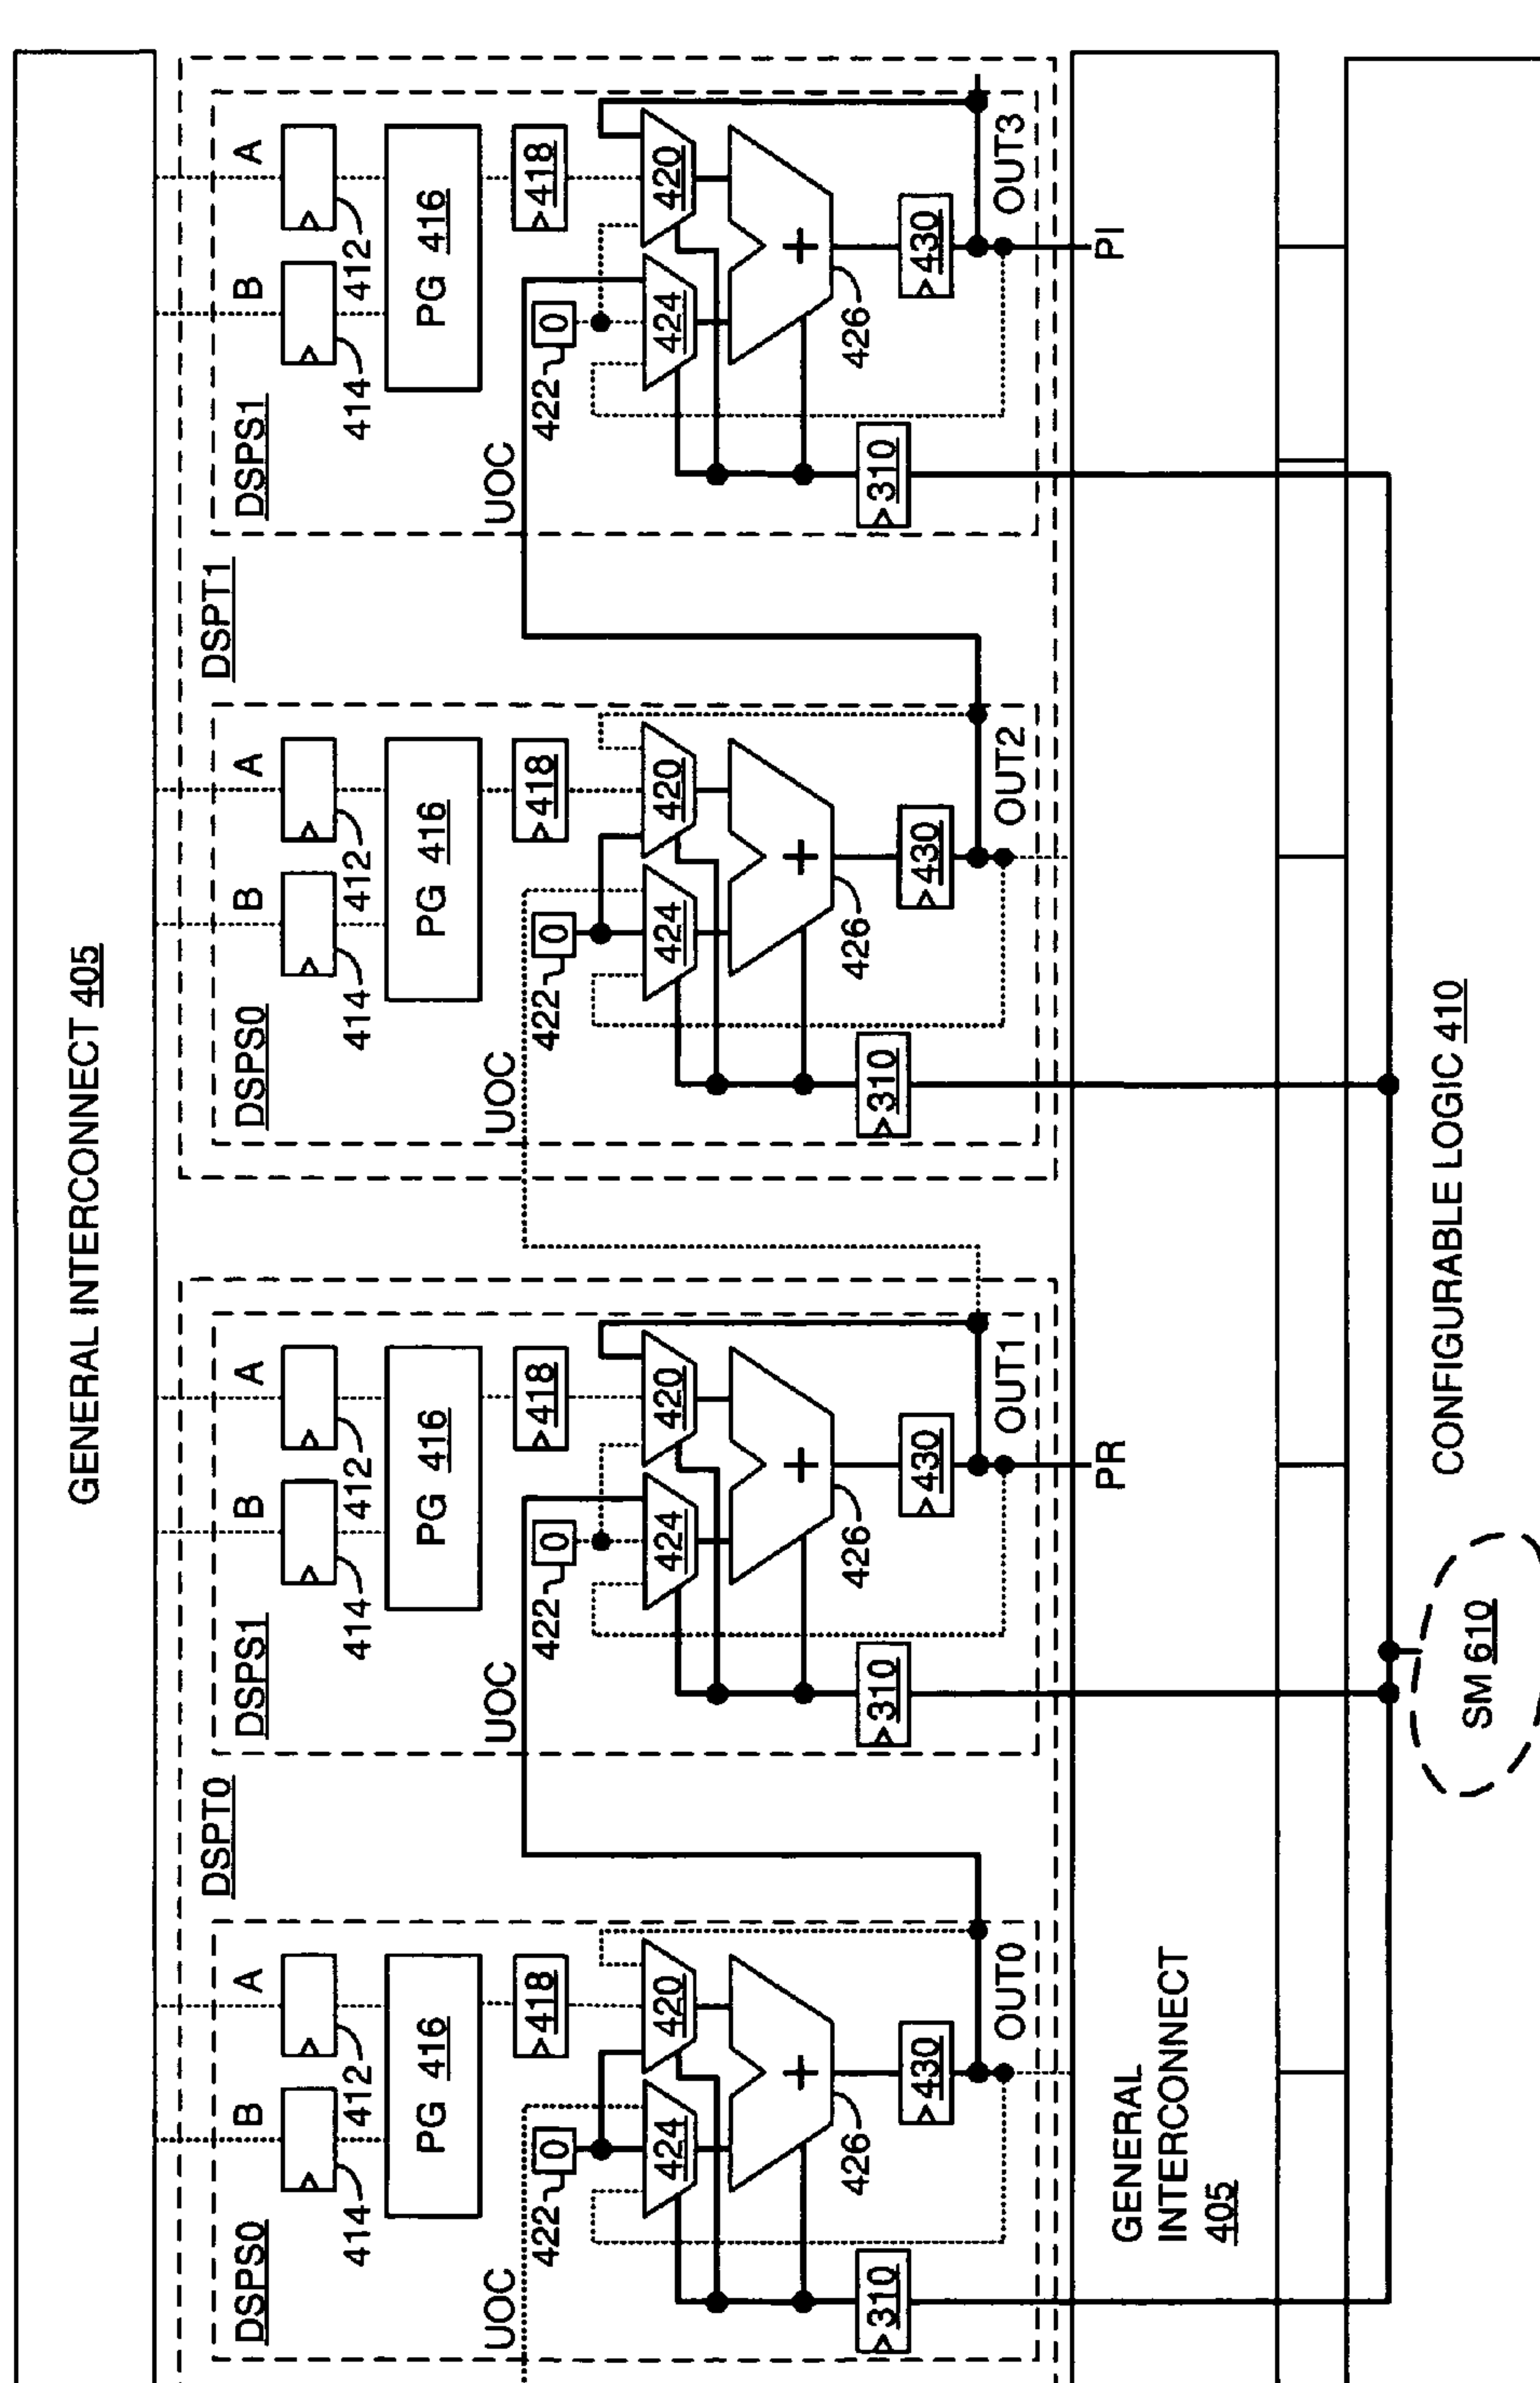 GENERAL INTERCONNECT 405
DSPT0
DSPS0
B
A
414
412
PG 416
UOC
422
0
>418
424
420
+
426
>310
>430
OUT0
DSPS1
B
A
414
412
PG 416
UOC
422
0
>418
424
420
+
426
>310
>430
OUT1
PR
DSPT1
DSPS0
B
A
414
412
PG 416
UOC
422
0
>418
424
420
+
426
>310
>430
OUT2
DSPS1
B
A
414
412
PG 416
UOC
422
0
>418
424
420
+
426
>310
>430
OUT3
PI
GENERAL
INTERCONNECT
405
SM 610
CONFIGURABLE LOGIC 410